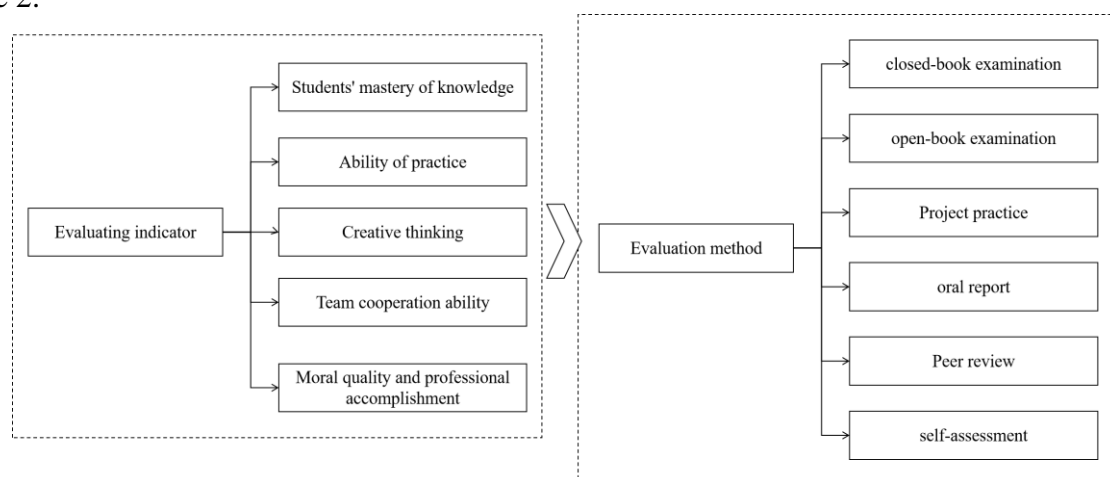 2.
Evaluating indicator
Students' mastery of knowledge
Ability of practice
Creative thinking
Team cooperation ability
Moral quality and professional
accomplishment
Evaluation method
closed-book examination
open-book examination
Project practice
oral report
Peer review
self-assessment